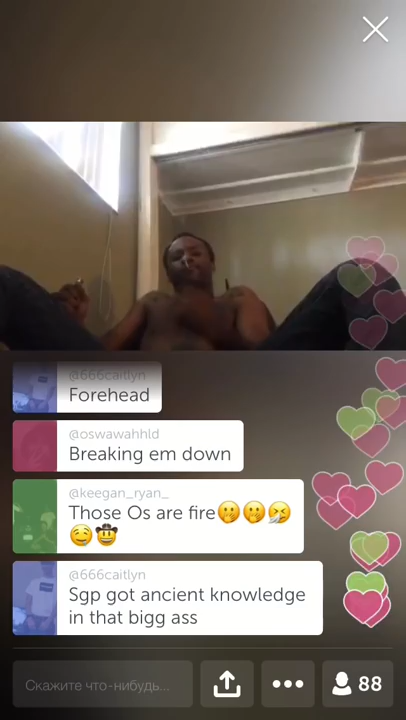 @666caitlyn
Forehead
@oswawahhld
Breaking em down
@keegan_ryan_
Those Os are fire🤭🤭🤧
🤤🤠
@666caitlyn
Sgp got ancient knowledge
in that bigg ass
Скажите что-нибудь...
88